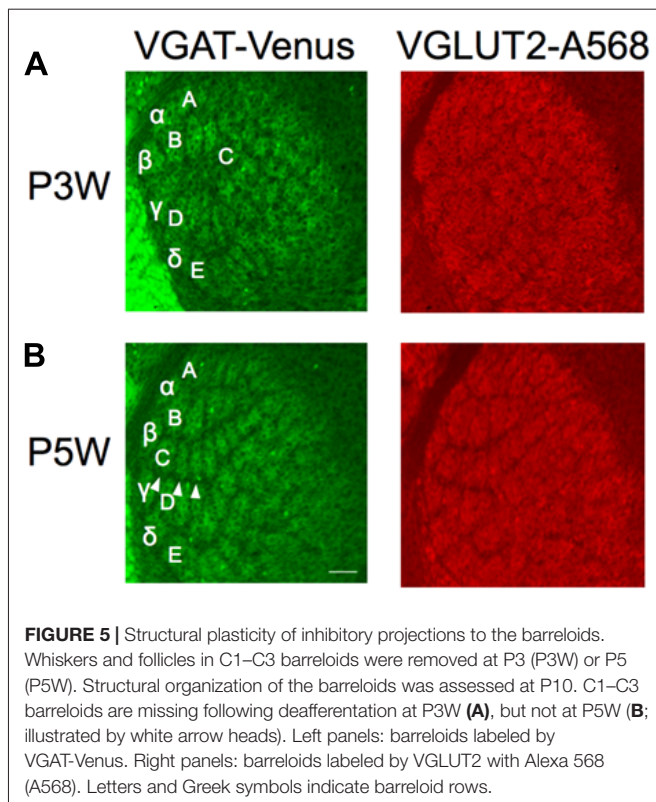 VGAT-Venus VGLUT2-A568
A
P3W
A
α
B
β
C
γ D
δ E
B
P5W
A
α
B
β
C
γ D
δ E
FIGURE 5 | Structural plasticity of inhibitory projections to the barreloids.
Whiskers and follicles in C1–C3 barreloids were removed at P3 (P3W) or P5
(P5W). Structural organization of the barreloids was assessed at P10. C1–C3
barreloids are missing following deafferentation at P3W (A), but not at P5W (B;
illustrated by white arrow heads). Left panels: barreloids labeled by
VGAT-Venus. Right panels: barreloids labeled by VGLUT2 with Alexa 568
(A568). Letters and Greek symbols indicate barreloid rows.